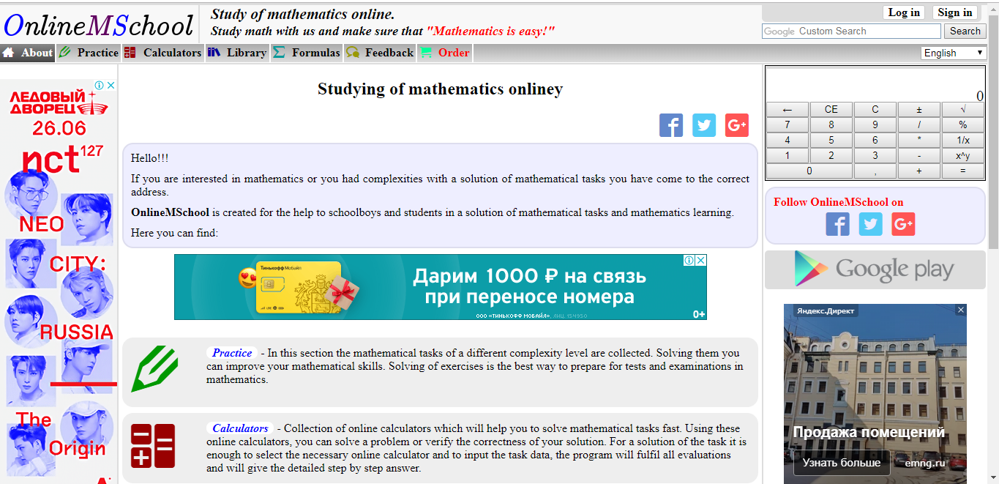 OnlineMSchool
Study of mathematics online.
Study math with us and make sure that "Mathematics is easy!"
Log in
Sign in
Google Custom Search
Search
About
Practice
Calculators
Library
Formulas
Feedback
Order
English
ЛЕДОВЫЙ
ДВОРЕЦ
26.06
nct127
NEO
CITY:
RUSSIA
The
Origin
Studying of mathematics onliney
Hello!!!
If you are interested in mathematics or you had complexities with a solution of mathematical tasks you have come to the correct
address.
OnlineMSchool is created for the help to schoolboys and students in a solution of mathematical tasks and mathematics learning.
Here you can find:
Тинькофф Мобайл
Дарим 1000 ₽ на связь
при переносе номера
ООО «ТИНЬКОФФ МОБАЙЛ», ЛИЦ. 154950
0+
Practice - In this section the mathematical tasks of a different complexity level are collected. Solving them you
can improve your mathematical skills. Solving of exercises is the best way to prepare for tests and examinations in
mathematics.
Calculators - Collection of online calculators which will help you to solve mathematical tasks fast. Using these
online calculators, you can solve a problem or verify the correctness of your solution. For a solution of the task it is
enough to select the necessary online calculator and to input the task data, the program will fulfil all evaluations
and will give the detailed step by step answer.
0
← CE C ± √
7 8 9 / %
4 5 6 * 1/x
1 2 3 - x^y
0 , + =
Follow OnlineMSchool on
Google play
Яндекс.Директ
Продажа помещений
Узнать больше
emng.ru